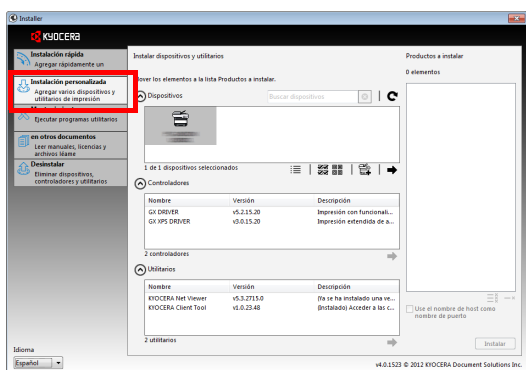 Installer
KYOCERA
Instalación rápida
Agregar rápidamente un
Instalación personalizada
Agregar varios dispositivos y
utilitarios de impresión
Ejecutar programas utilitarios
en otros documentos
Leer manuales, licencias y
archivos léame
Desinstalar
Eliminar dispositivos,
controladores y utilitarios
Idioma
Español
Instalar dispositivos y utilitarios
Mover los elementos a la lista Productos a instalar.
Dispositivos
Buscar dispositivos
1 de 1 dispositivos seleccionados
Controladores
Nombre Versión Descripción
GX DRIVER v5.2.15.20 Impresión con funcionali...
GX XPS DRIVER v3.0.15.20 Impresión extendida de a...
2 controladores
Utilitarios
Nombre Versión Descripción
KYOCERA Net Viewer v5.3.2715.0 (Ya se ha instalado una ve...
KYOCERA Client Tool v1.0.23.48 (Instalado) Acceder a las c...
2 utilitarios
Productos a instalar
0 elementos
Use el nombre de host como
nombre de puerto
Instalar
v4.0.1523 © 2012 KYOCERA Document Solutions Inc.